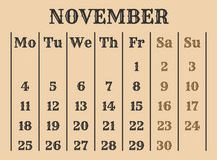 NOVEMBER
Mo Tu We Th Fr Sa Su
1 2 3
4 5 6 7 8 9 10
11 12 13 14 15 16 17
18 19 20 21 22 23 24
25 26 27 28 29 30